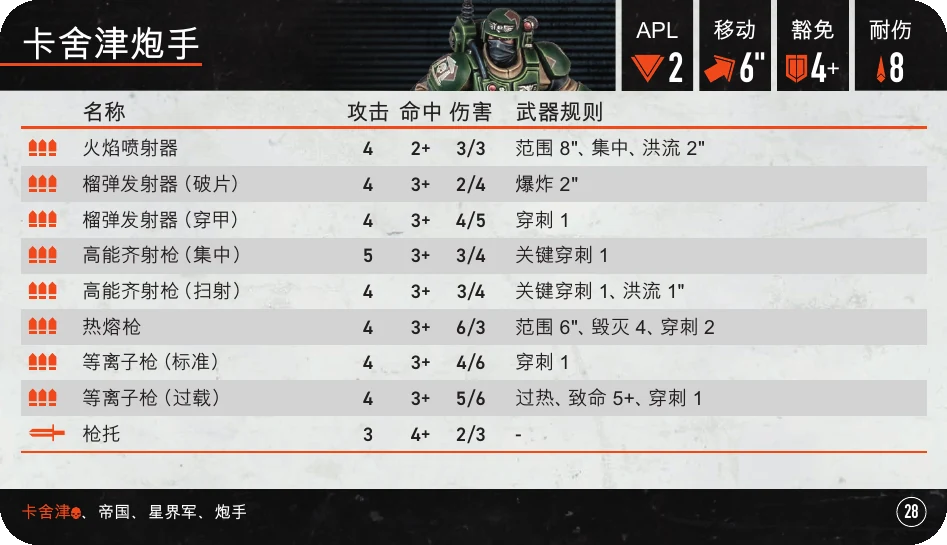 卡舍津炮手
APL 移动 豁免 耐伤
2 6" 4+ 8
名称 攻击 命中 伤害 武器规则
火焰喷射器 4 2+ 3/3 范围 8"、集中、洪流 2"
榴弹发射器（破片） 4 3+ 2/4 爆炸 2"
榴弹发射器（穿甲） 4 3+ 4/5 穿刺 1
高能齐射枪（集中） 5 3+ 3/4 关键穿刺 1
高能齐射枪（扫射） 4 3+ 3/4 关键穿刺 1、洪流 1"
热熔枪 4 3+ 6/3 范围 6"、毁灭 4、穿刺 2
等离子枪（标准） 4 3+ 4/6 穿刺 1
等离子枪（过载） 4 3+ 5/6 过热、致命 5+、穿刺 1
枪托 3 4+ 2/3 -
卡舍津、帝国、星界军、炮手 28